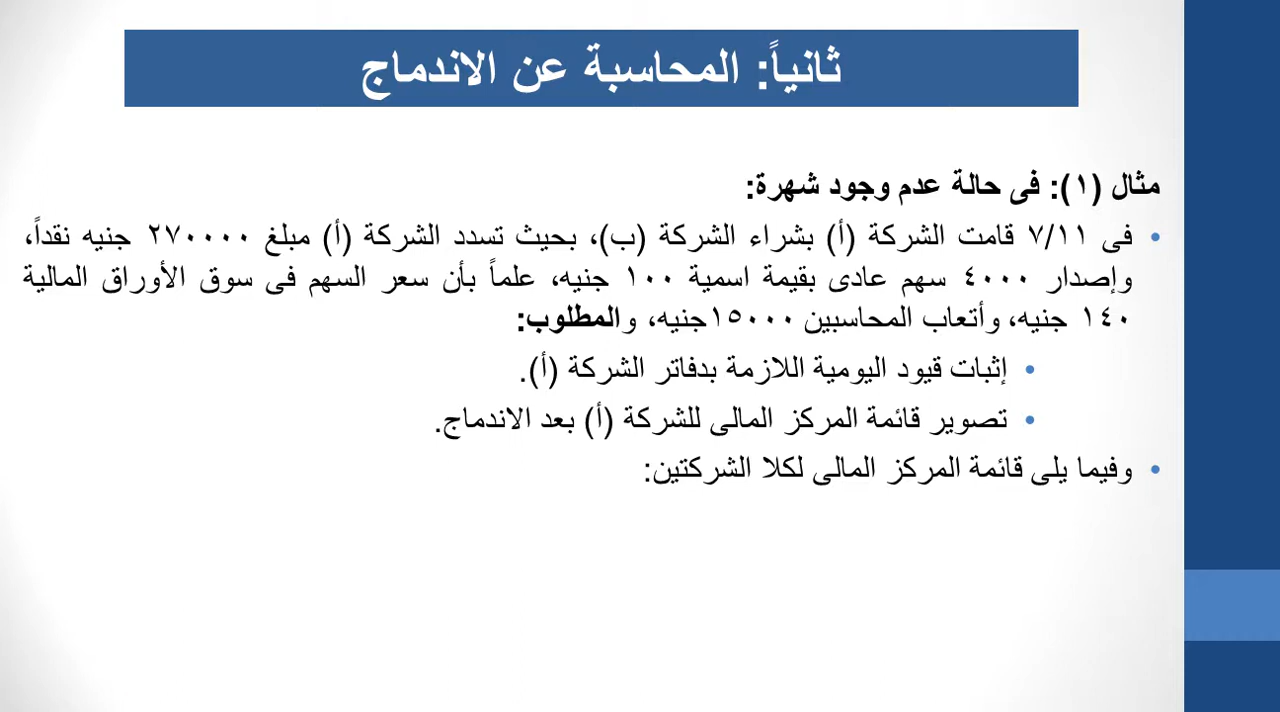 ثانياً: المحاسبة عن الاندماج
مثال (١): فى حالة عدم وجود شهرة:
• فى ٧/١١ قامت الشركة (أ) بشراء الشركة (ب)، بحيث تسدد الشركة (أ) مبلغ ٢٧٠٠٠٠ جنيه نقداً،
وإصدار ٤٠٠٠ سهم عادى بقيمة اسمية ١٠٠ جنيه، علماً بأن سعر السهم فى سوق الأوراق المالية
١٤٠ جنيه، وأتعاب المحاسبين ١٥٠٠٠جنيه، والمطلوب:
• إثبات قيود اليومية اللازمة بدفاتر الشركة (أ).
• تصوير قائمة المركز المالى للشركة (أ) بعد الاندماج.
• وفيما يلى قائمة المركز المالى لكلا الشركتين: